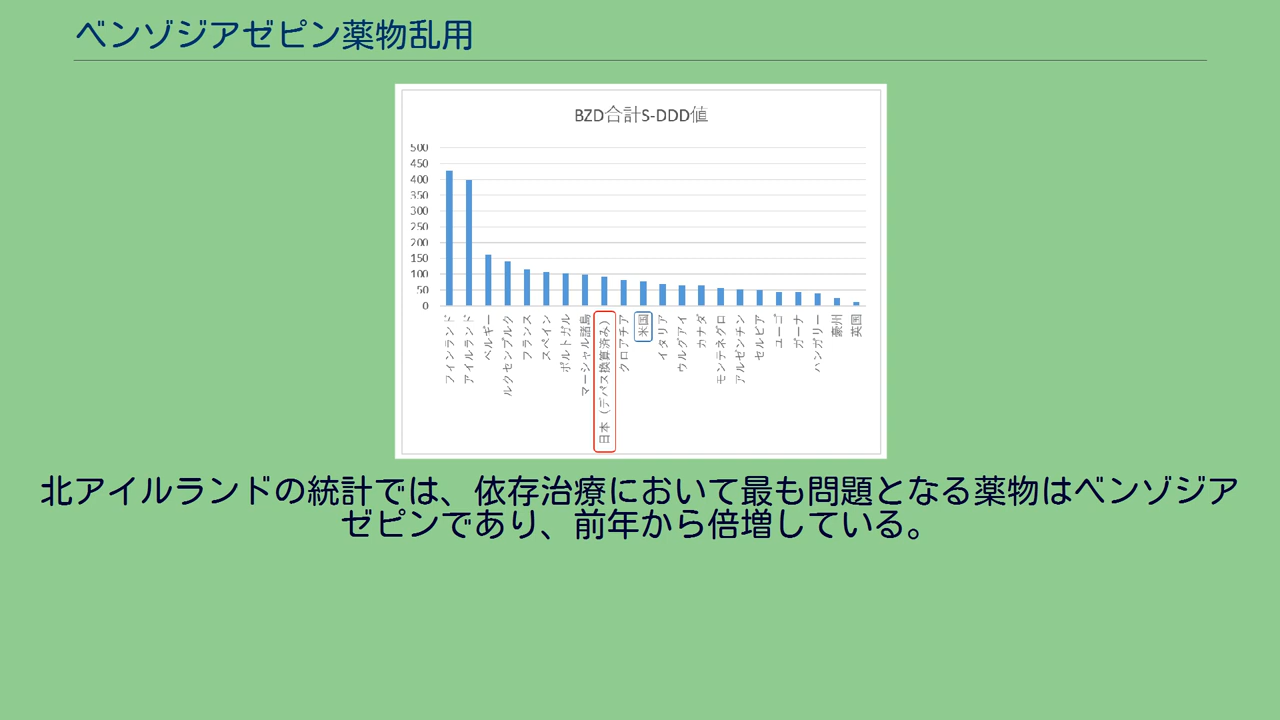 ベンゾジアゼピン薬物乱用
BZD合計S-DDD値
500
450
400
350
300
250
200
150
100
50
0
フィンランド
アイルランド
ベルギー
ルクセンブルク
フランス
スペイン
ポルトガル
マーシャル諸島
日本（デパス換算済み）
クロアチア
米国
イタリア
ウルグアイ
カナダ
モンテネグロ
アルゼンチン
セルビア
ユーゴ
ガーナ
ハンガリー
豪州
英国
北アイルランドの統計では、依存治療において最も問題となる薬物はベンゾジア
ゼピンであり、前年から倍増している。